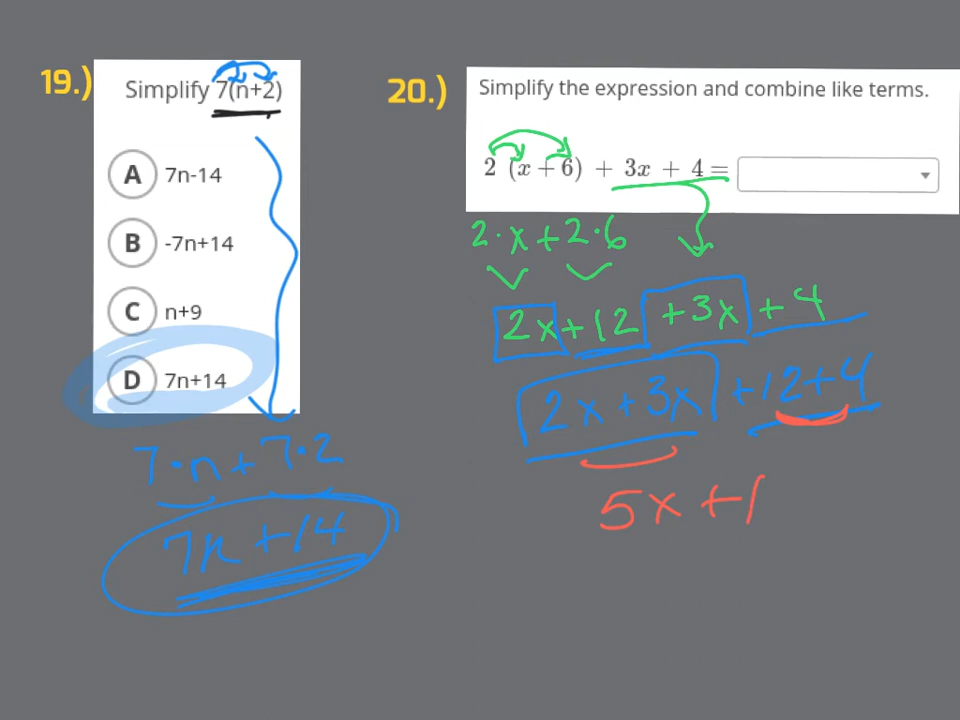 19.)
Simplify 7(n+2)
A 7n-14
B -7n+14
C n+9
D 7n+14
7·n+7·2
7n+14
20.)
Simplify the expression and combine like terms.
2 (x + 6) + 3x + 4 =
2·x+2·6
2x+12+3x+4
2x+3x+12+4
5x+1